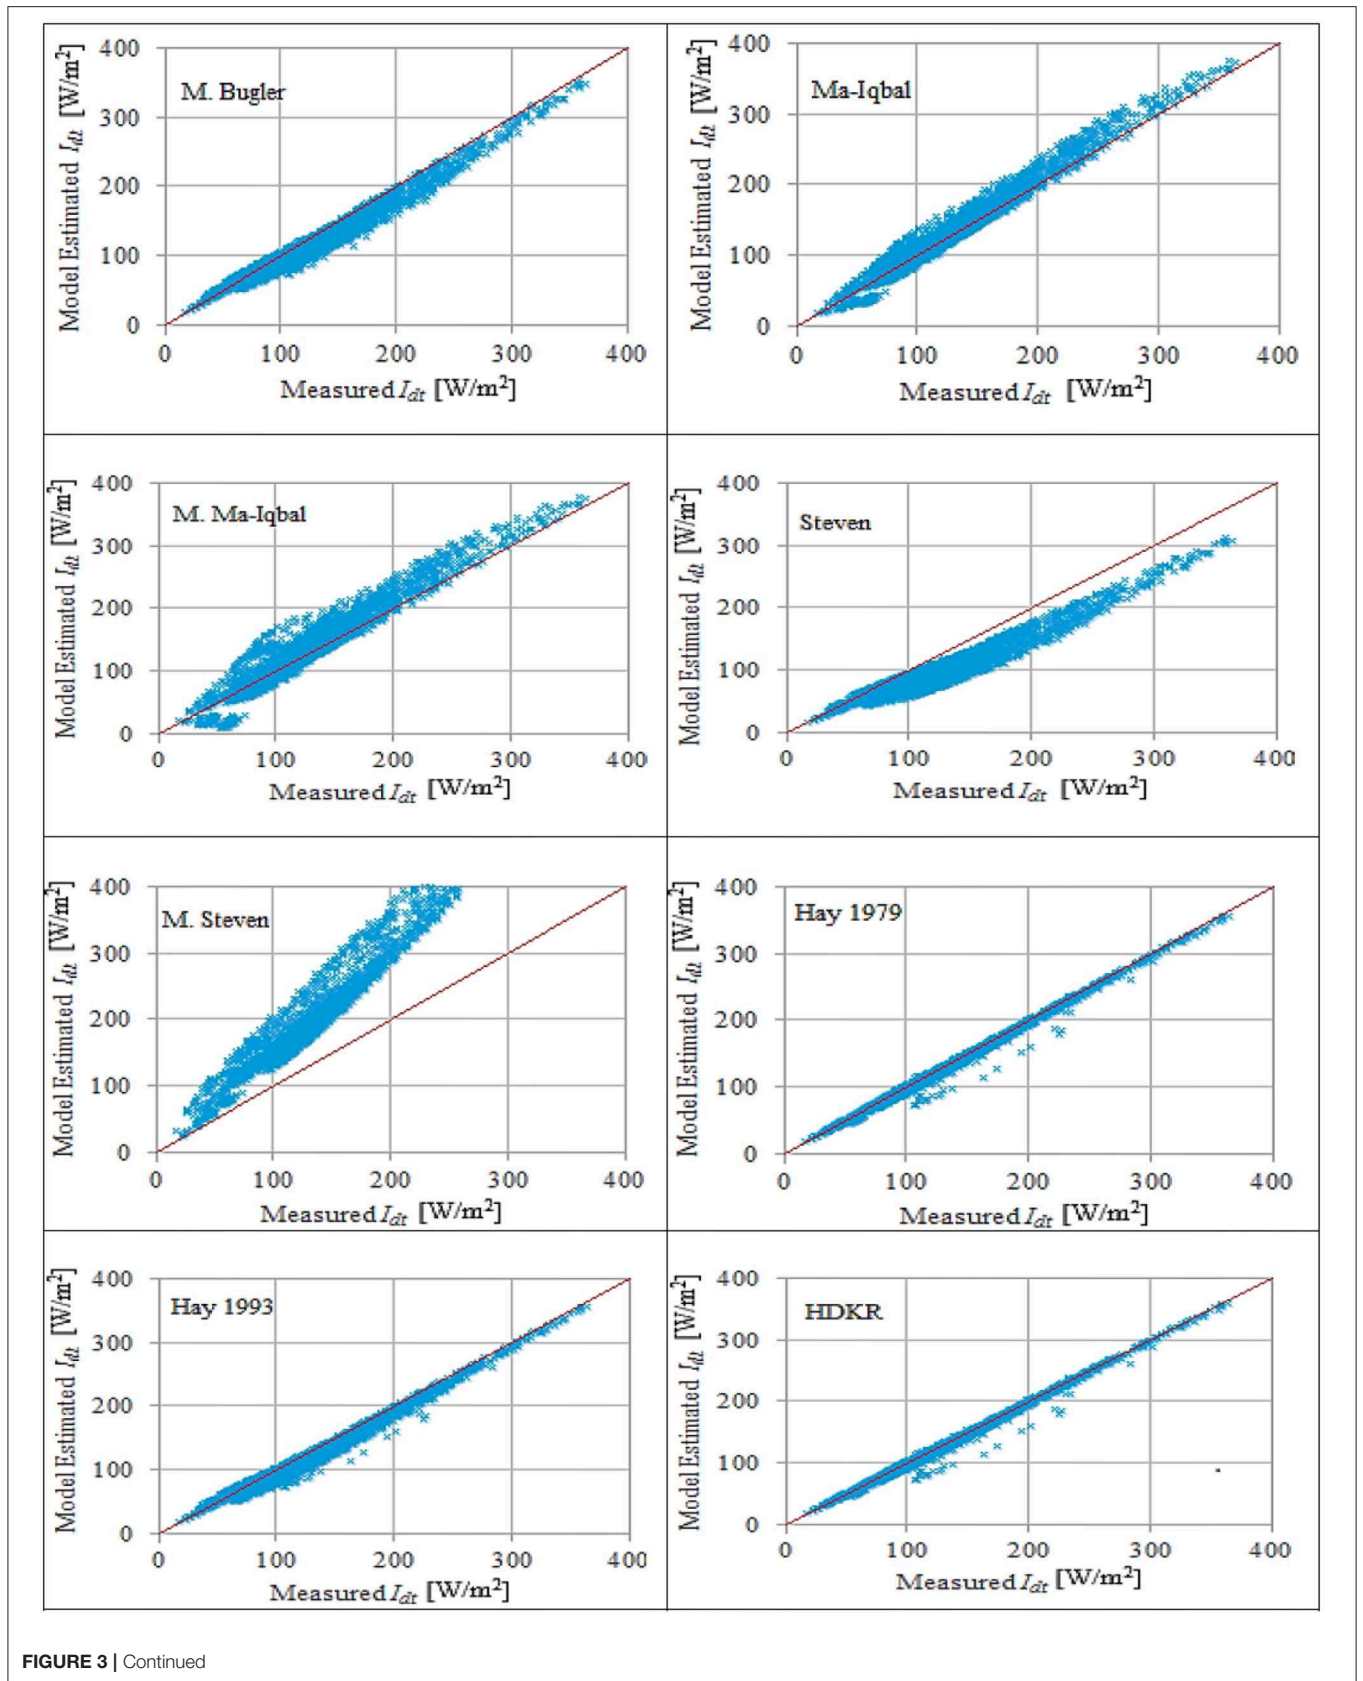 Model Estimated I_dt [W/m²]
400
300
200
100
0
M. Bugler
0 100 200 300 400
Measured I_dt [W/m²]
Model Estimated I_dt [W/m²]
400
300
200
100
0
Ma-Iqbal
0 100 200 300 400
Measured I_dt [W/m²]
Model Estimated I_dt [W/m²]
400
300
200
100
0
M. Ma-Iqbal
0 100 200 300 400
Measured I_dt [W/m²]
Model Estimated I_dt [W/m²]
400
300
200
100
0
Steven
0 100 200 300 400
Measured I_dt [W/m²]
Model Estimated I_dt [W/m²]
400
300
200
100
0
M. Steven
0 100 200 300 400
Measured I_dt [W/m²]
Model Estimated I_dt [W/m²]
400
300
200
100
0
Hay 1979
0 100 200 300 400
Measured I_dt [W/m²]
Model Estimated I_dt [W/m²]
400
300
200
100
0
Hay 1993
0 100 200 300 400
Measured I_dt [W/m²]
Model Estimated I_dt [W/m²]
400
300
200
100
0
HDKR
0 100 200 300 400
Measured I_dt [W/m²]
FIGURE 3 | Continued